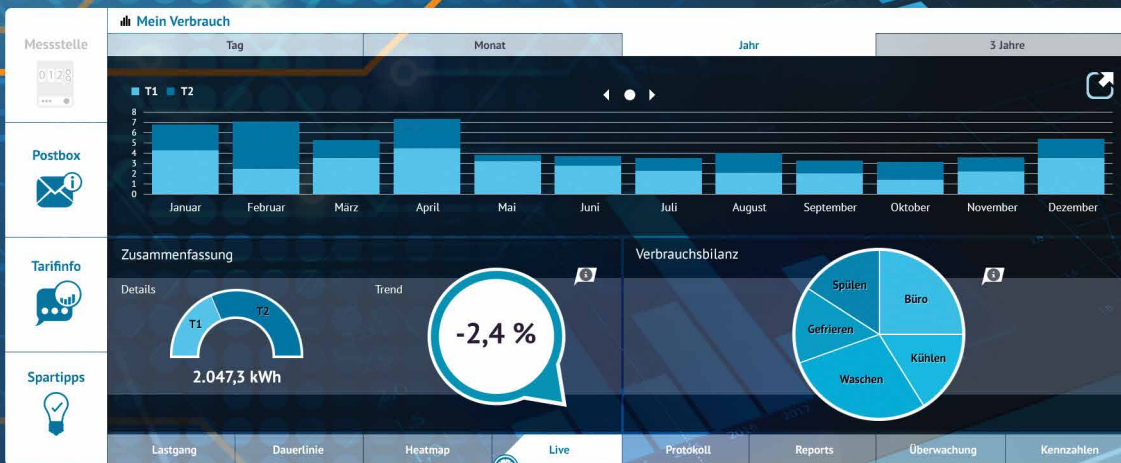 Mein Verbrauch
Messstelle
Tag Monat Jahr 3 Jahre
T1 T2
8
7
6
5
4
3
2
1
0
Januar Februar März April Mai Juni Juli August September Oktober November Dezember
Postbox
Tarifinfo
Spartipps
Zusammenfassung
Details
T1 T2
2.047,3 kWh
Trend
-2,4 %
Verbrauchsbilanz
Spülen
Büro
Gefrieren
Kühlen
Waschen
2017
Lastgang Dauerlinie Heatmap Live Protokoll Reports Überwachung Kennzahlen